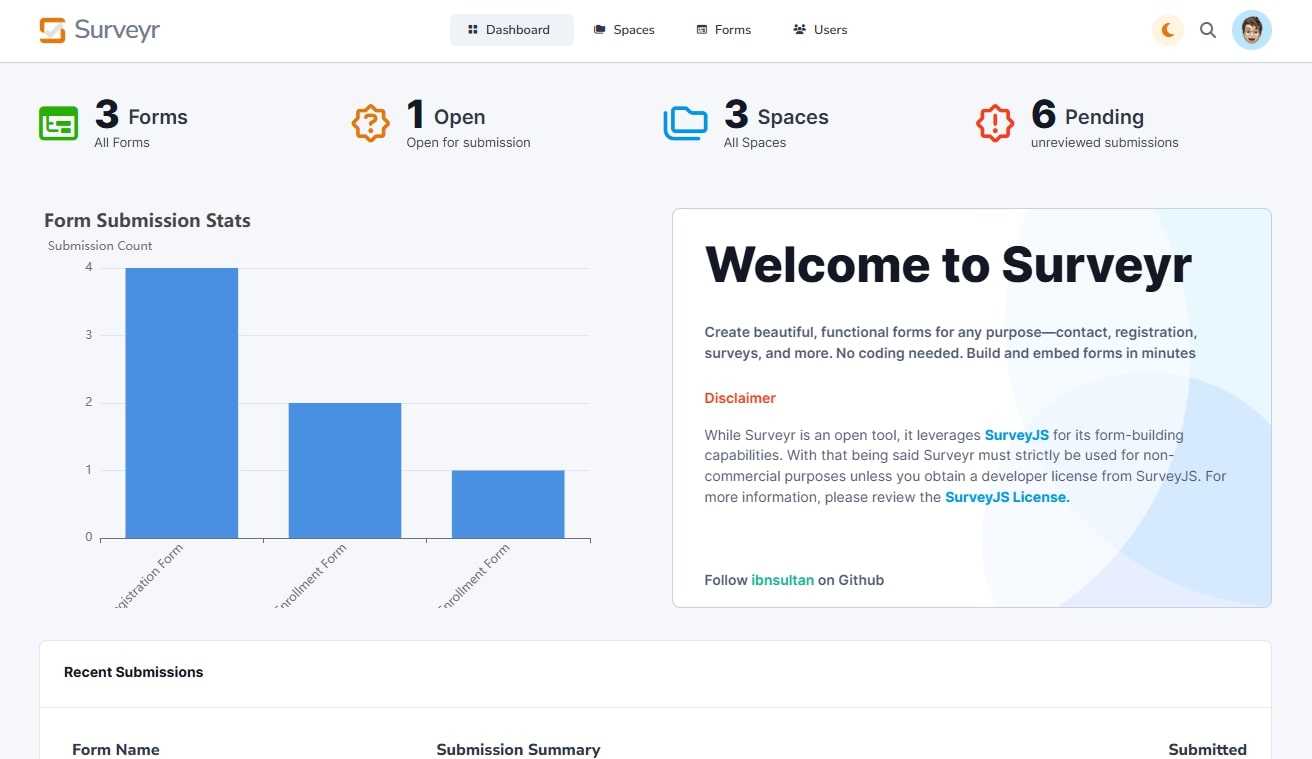 Surveyr
Dashboard
Spaces
Forms
Users
3 Forms
All Forms
1 Open
Open for submission
3 Spaces
All Spaces
6 Pending
unreviewed submissions
Form Submission Stats
Submission Count
4
3
2
1
0
Form
Enrollment Form
Enrollment Form
Welcome to Surveyr
Create beautiful, functional forms for any purpose—contact, registration,
surveys, and more. No coding needed. Build and embed forms in minutes
Disclaimer
While Surveyr is an open tool, it leverages SurveyJS for its form-building
capabilities. With that being said Surveyr must strictly be used for non-
commercial purposes unless you obtain a developer license from SurveyJS. For
more information, please review the SurveyJS License.
Follow ibnsultan on Github
Recent Submissions
Form Name
Submission Summary
Submitted